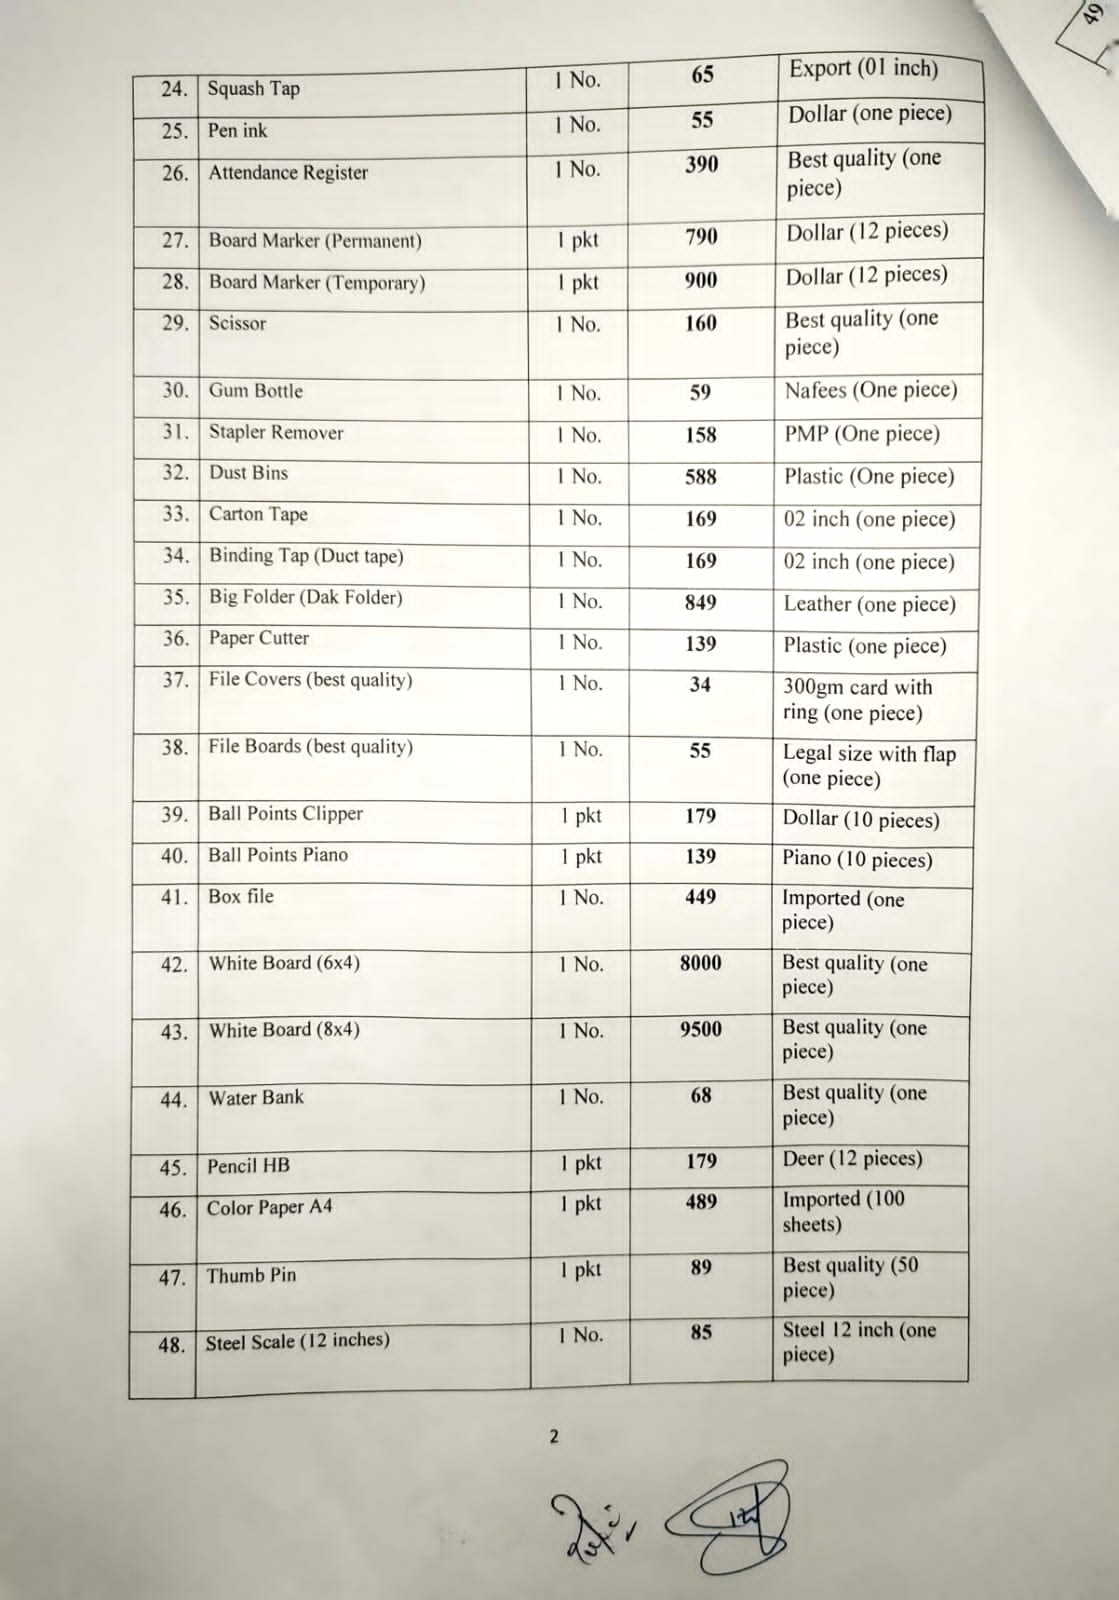 49
24. Squash Tap 1 No. 65 Export (01 inch)
25. Pen ink 1 No. 55 Dollar (one piece)
26. Attendance Register 1 No. 390 Best quality (one
piece)
27. Board Marker (Permanent) 1 pkt 790 Dollar (12 pieces)
28. Board Marker (Temporary) 1 pkt 900 Dollar (12 pieces)
29. Scissor 1 No. 160 Best quality (one
piece)
30. Gum Bottle 1 No. 59 Nafees (One piece)
31. Stapler Remover 1 No. 158 PMP (One piece)
32. Dust Bins 1 No. 588 Plastic (One piece)
33. Carton Tape 1 No. 169 02 inch (one piece)
34. Binding Tap (Duct tape) 1 No. 169 02 inch (one piece)
35. Big Folder (Dak Folder) 1 No. 849 Leather (one piece)
36. Paper Cutter 1 No. 139 Plastic (one piece)
37. File Covers (best quality) 1 No. 34 300gm card with
ring (one piece)
38. File Boards (best quality) 1 No. 55 Legal size with flap
(one piece)
39. Ball Points Clipper 1 pkt 179 Dollar (10 pieces)
40. Ball Points Piano 1 pkt 139 Piano (10 pieces)
41. Box file 1 No. 449 Imported (one
piece)
42. White Board (6x4) 1 No. 8000 Best quality (one
piece)
43. White Board (8x4) 1 No. 9500 Best quality (one
piece)
44. Water Bank 1 No. 68 Best quality (one
piece)
45. Pencil HB 1 pkt 179 Deer (12 pieces)
46. Color Paper A4 1 pkt 489 Imported (100
sheets)
47. Thumb Pin 1 pkt 89 Best quality (50
piece)
48. Steel Scale (12 inches) 1 No. 85 Steel 12 inch (one
piece)
2